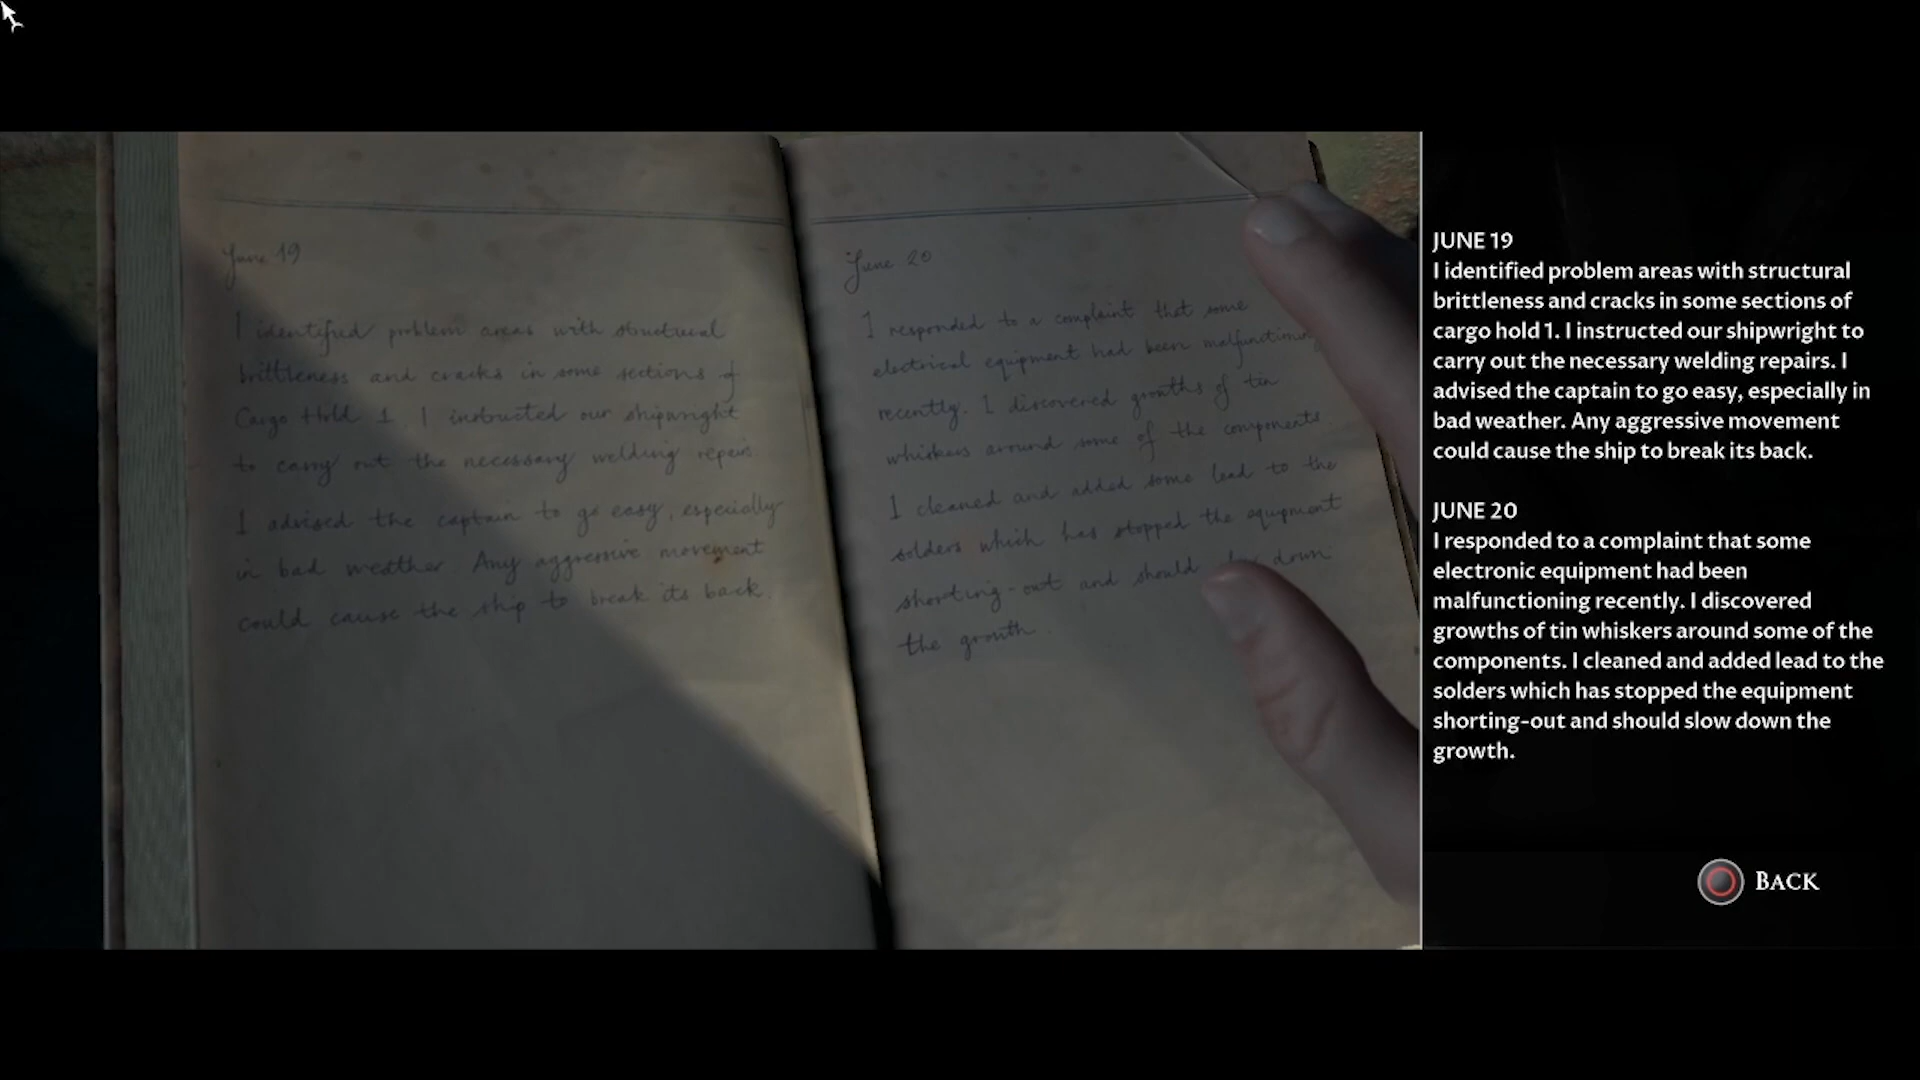 June 19
I identified problem areas with structural
brittleness and cracks in some sections of
Cargo Hold 1. I instructed our shipwright
to carry out the necessary welding repairs.
I advised the captain to go easy, especially
in bad weather. Any aggressive movement
could cause the ship to break its back.
June 20
I responded to a complaint that some
electrical equipment had been malfunctioning
recently. I discovered growths of tin
whiskers around some of the components.
I cleaned and added some lead to the
solders which has stopped the equipment
shorting-out and should down
the growth.
JUNE 19
I identified problem areas with structural
brittleness and cracks in some sections of
cargo hold 1. I instructed our shipwright to
carry out the necessary welding repairs. I
advised the captain to go easy, especially in
bad weather. Any aggressive movement
could cause the ship to break its back.
JUNE 20
I responded to a complaint that some
electronic equipment had been
malfunctioning recently. I discovered
growths of tin whiskers around some of the
components. I cleaned and added lead to the
solders which has stopped the equipment
shorting-out and should slow down the
growth.
BACK